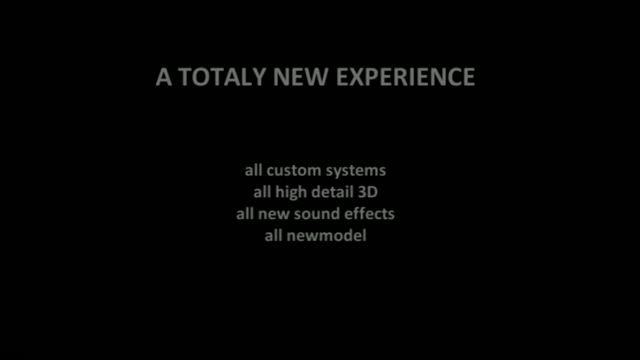 A TOTALY NEW EXPERIENCE
all custom systems
all high detail 3D
all new sound effects
all newmodel